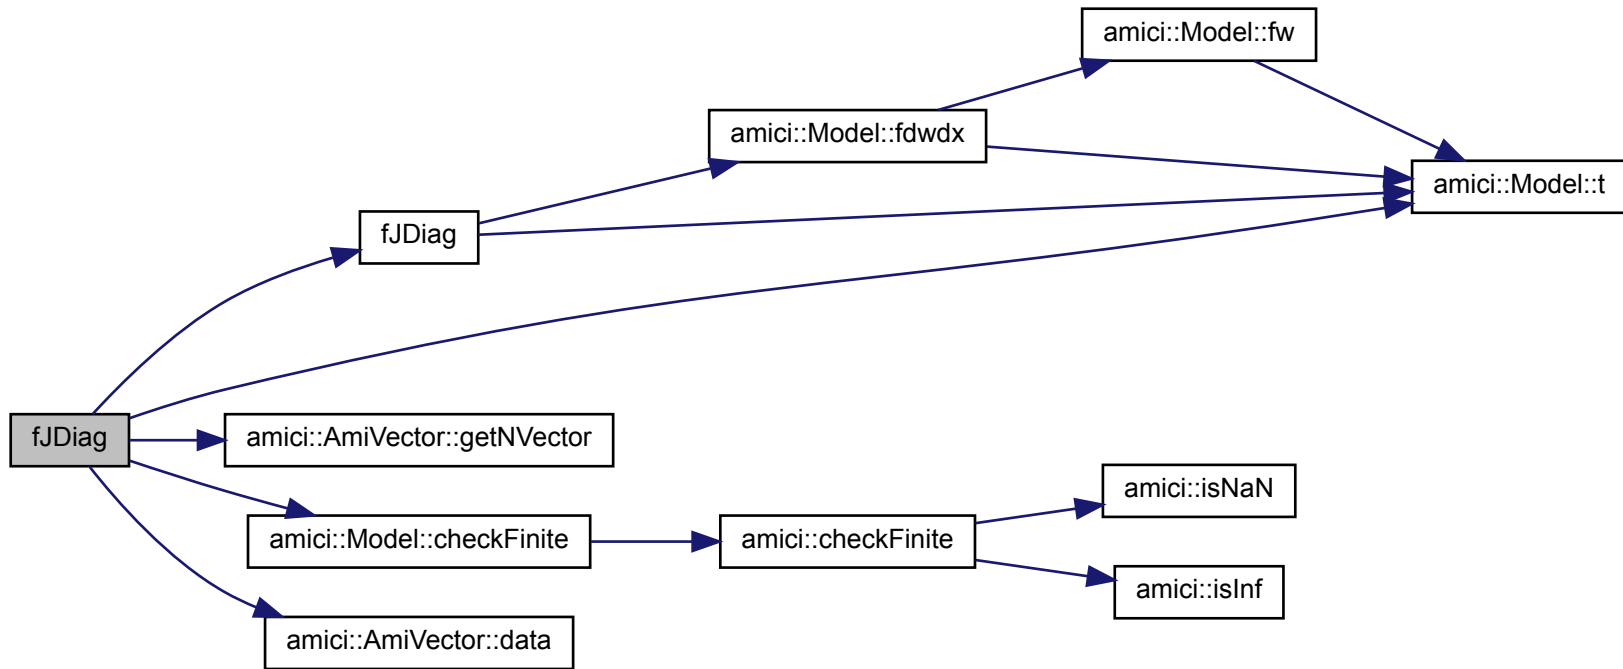 amici::Model::fw
amici::Model::fdwdx
amici::Model::t
fJDiag
fJDiag
amici::AmiVector::getNVector
amici::isNaN
amici::Model::checkFinite
amici::checkFinite
amici::isInf
amici::AmiVector::data